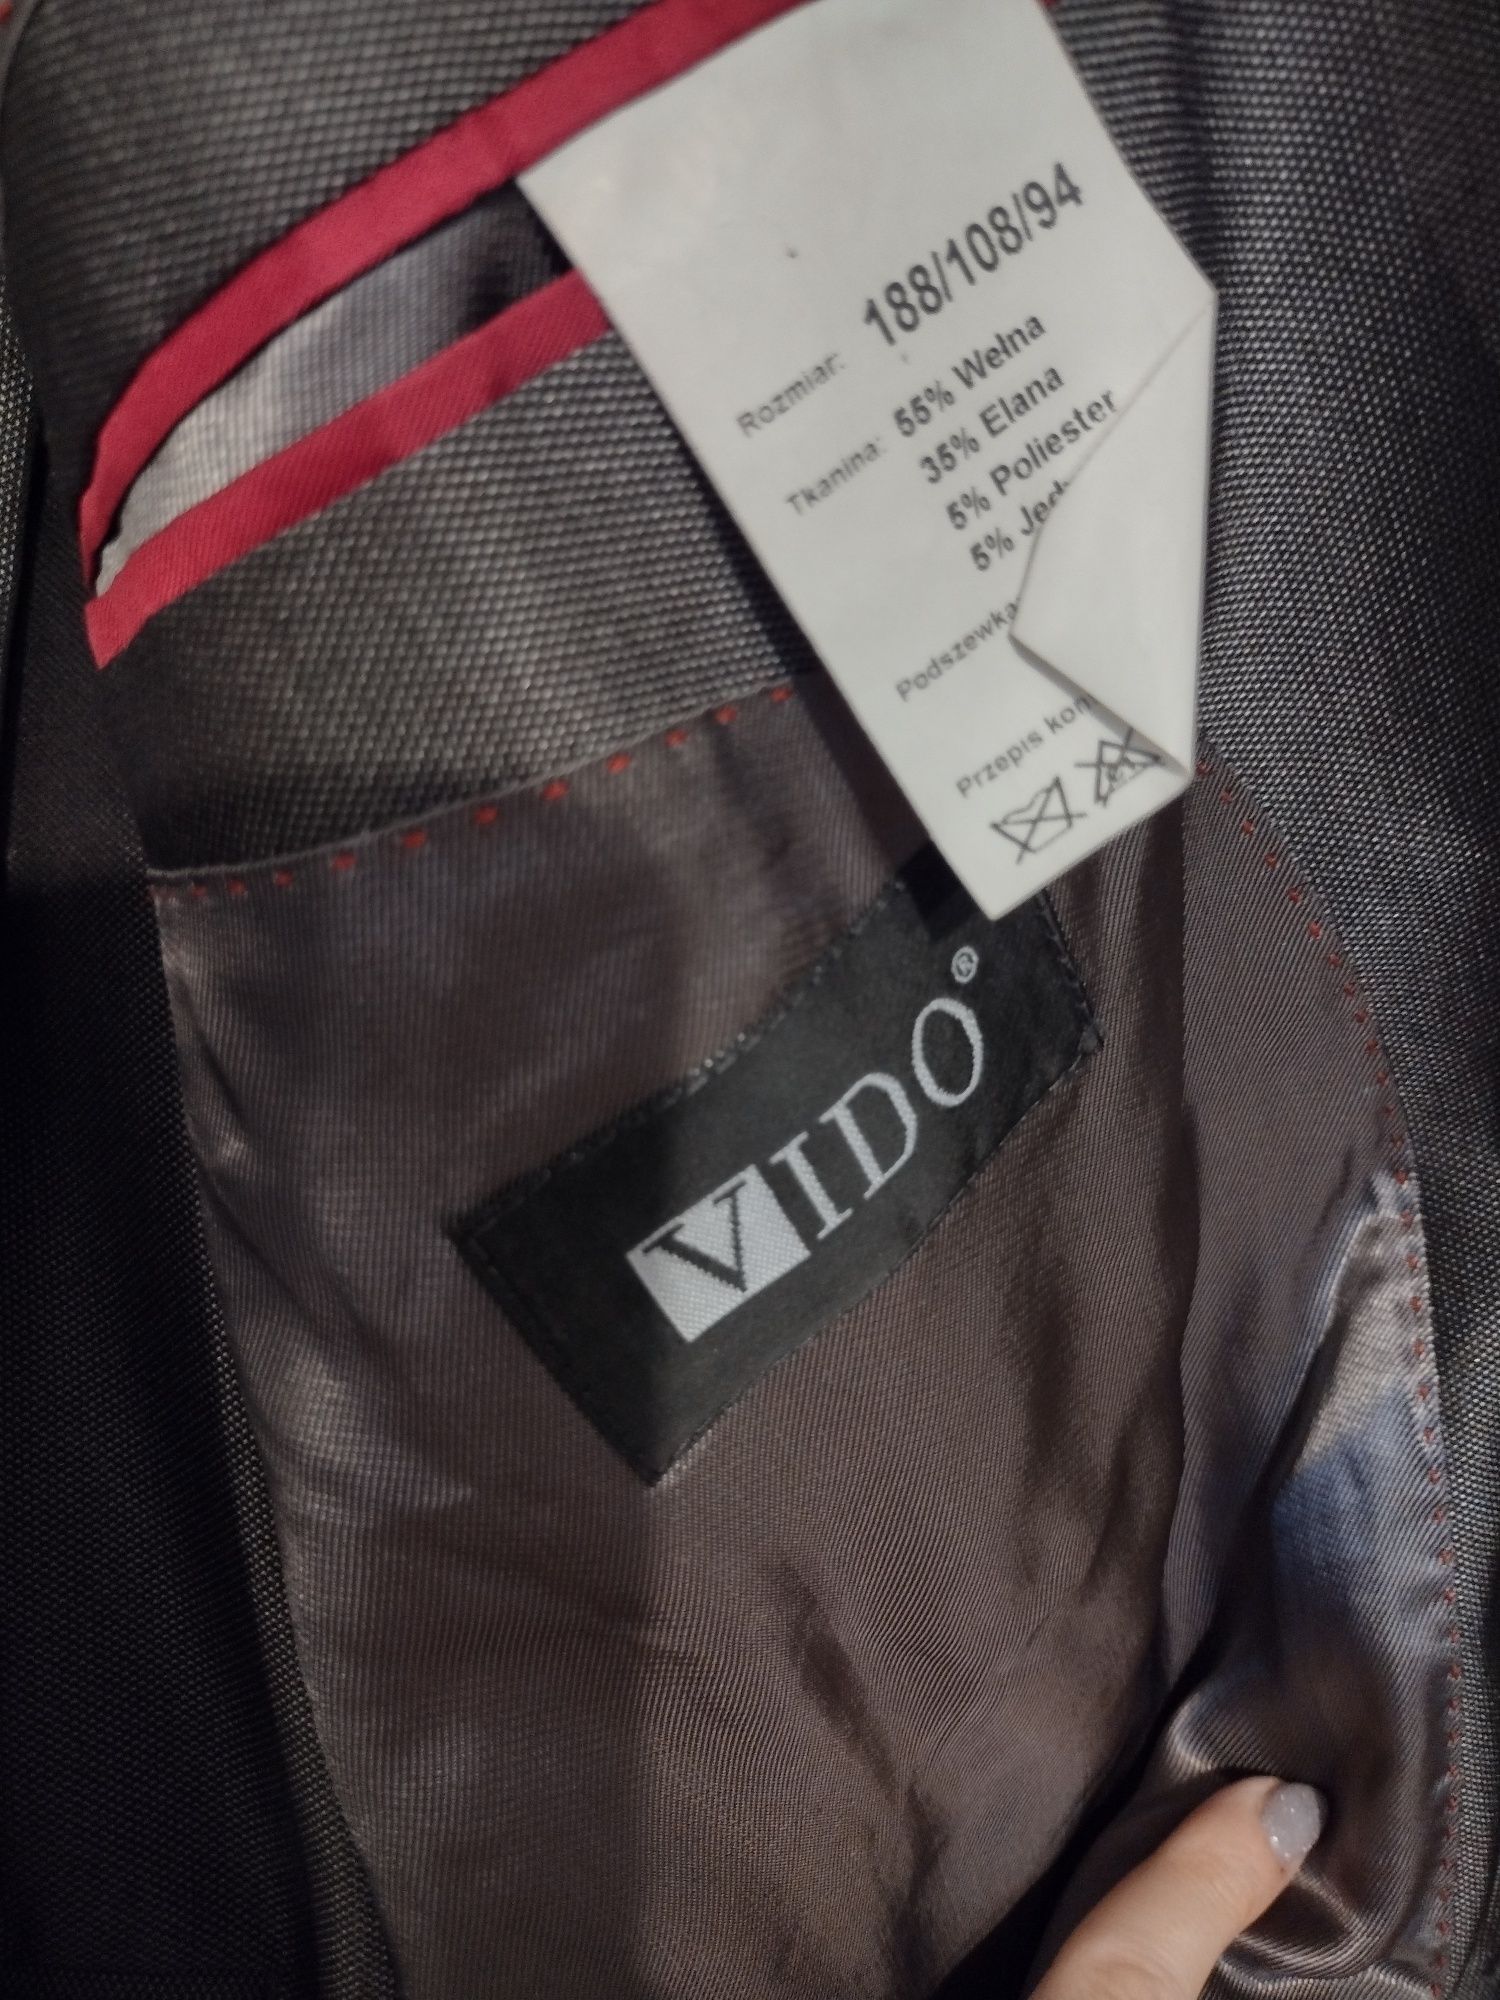 Rozmiar: 188/108/94
Tkanina: 55% Wełna
35% Elana
5% Poliester
5%
Podszewka
Przepis
VIDO®